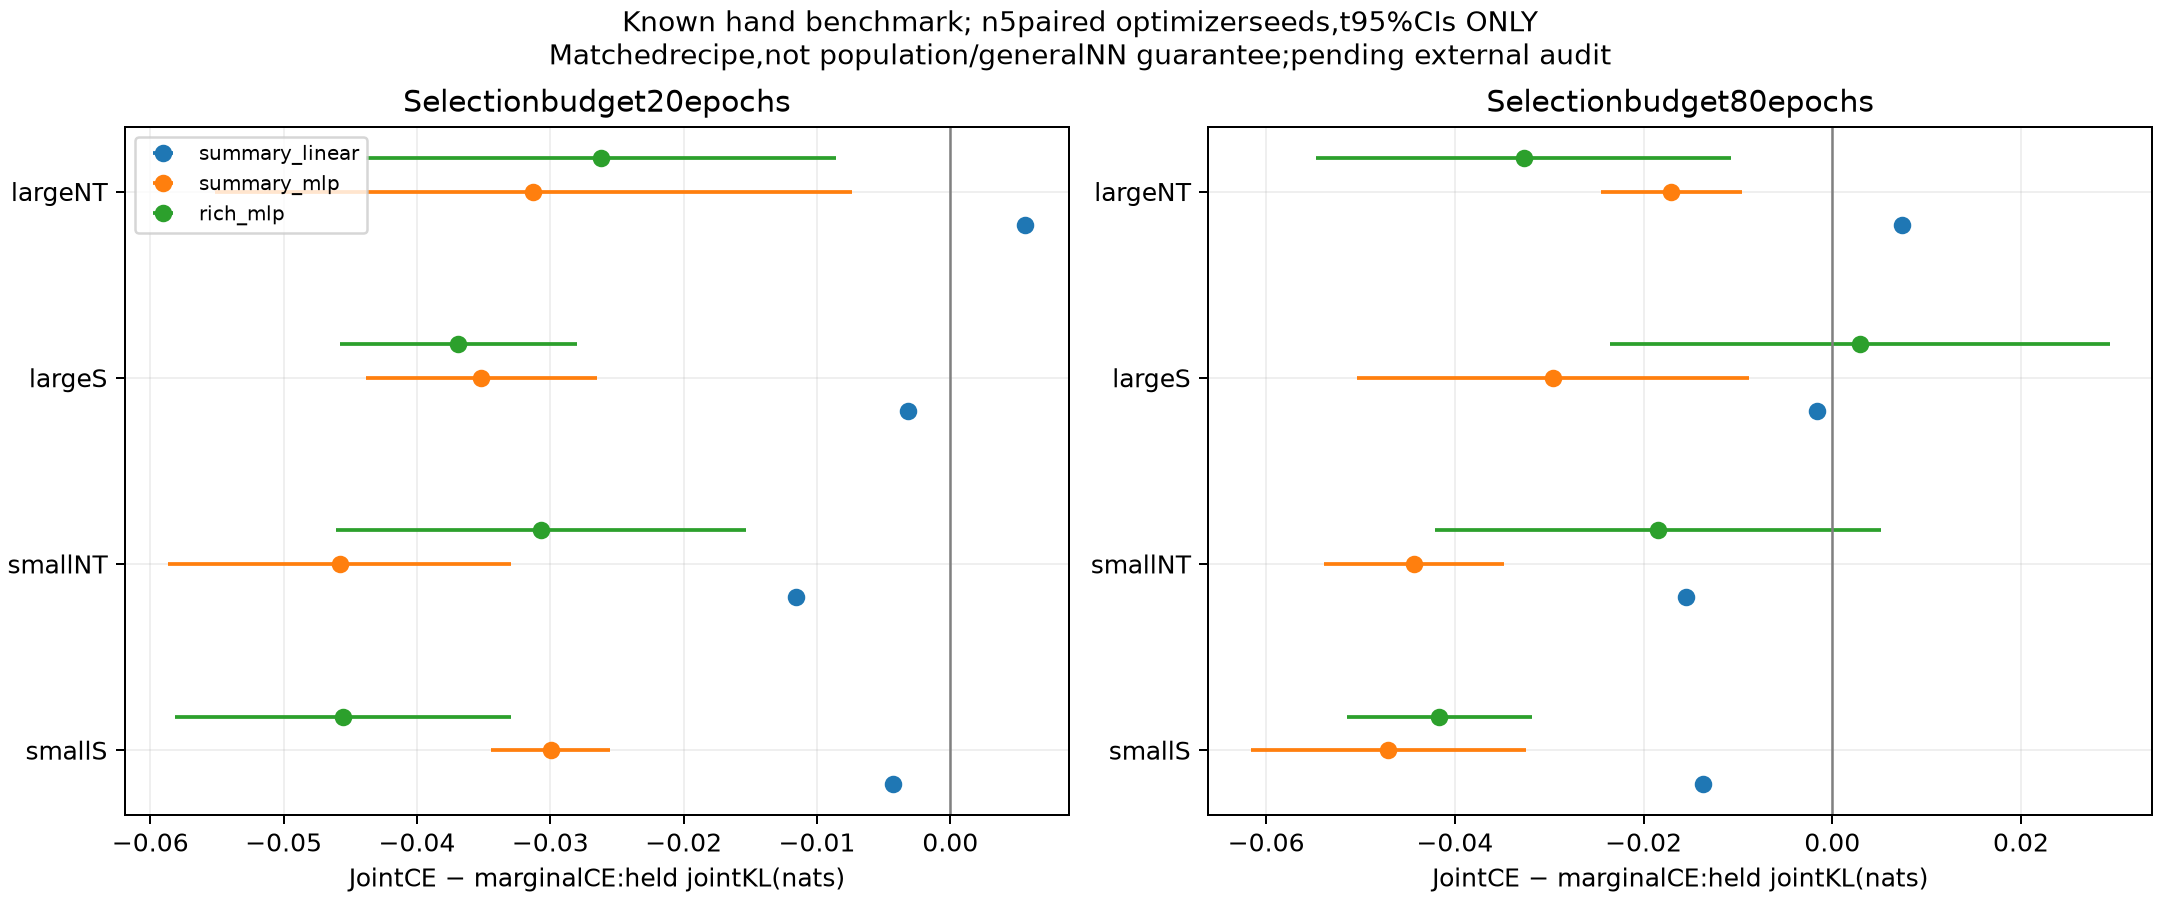 Known hand benchmark; n5paired optimizerseeds,t95%CIs ONLY
Matchedrecipe,not population/generalNN guarantee;pending external audit
Selectionbudget20epochs
summary_linear
summary_mlp
rich_mlp
largeNT
largeS
smallNT
smallS
−0.06 −0.05 −0.04 −0.03 −0.02 −0.01 0.00
JointCE − marginalCE:held jointKL(nats)
Selectionbudget80epochs
largeNT
largeS
smallNT
smallS
−0.06 −0.04 −0.02 0.00 0.02
JointCE − marginalCE:held jointKL(nats)